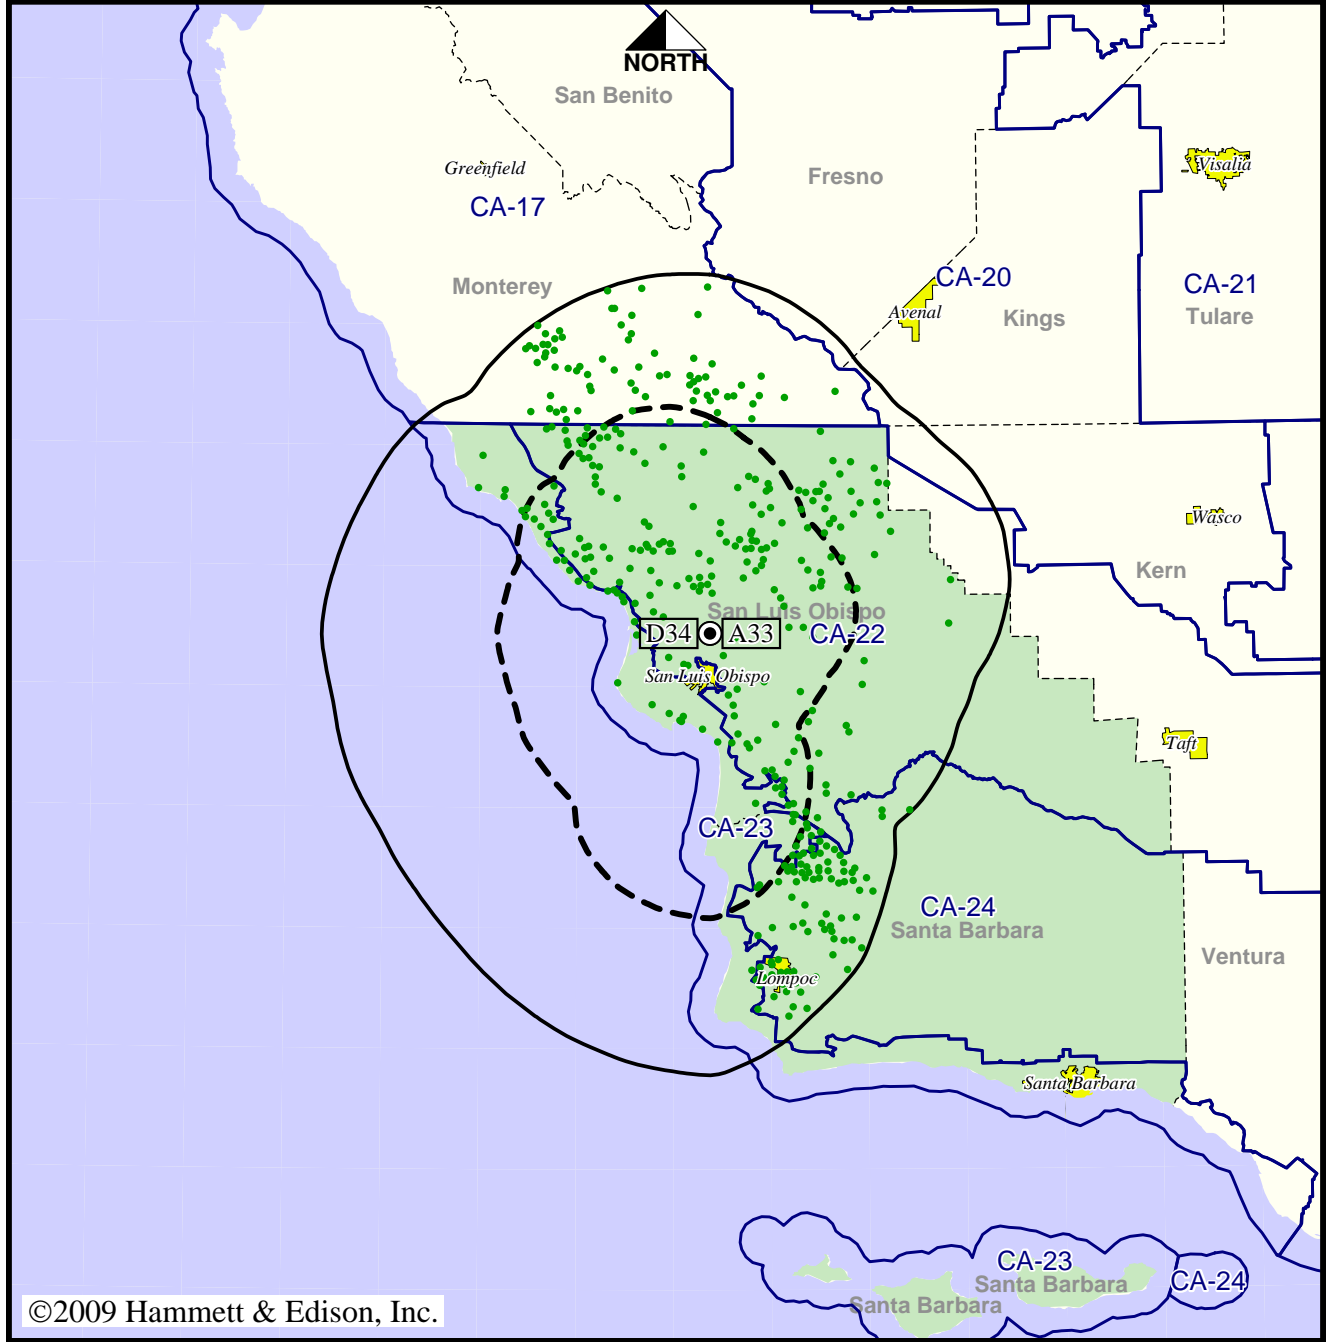 NORTH
San Benito
Greenfield
Fresno
Visalia
CA-17
Monterey
CA-20
CA-21
Avenal
Kings
Tulare
Wasco
Kern
San Luis Obispo
D34
A33
CA-22
San Luis Obispo
Taft
CA-23
CA-24
Santa Barbara
Ventura
Lompoc
Santa Barbara
CA-23
CA-24
Santa Barbara
Santa Barbara
©2009 Hammett & Edison, Inc.